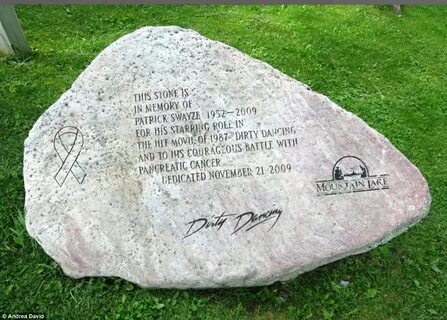 THIS STONE IS
IN MEMORY OF
PATRICK SWAYZE 1952-2009
FOR HIS STARRING ROLE IN
THE HIT MOVIE OF 1987 DIRTY DANCING
AND TO HIS COURAGEOUS BATTLE WITH
PANCREATIC CANCER
DEDICATED NOVEMBER 21 2009
MOUNTAIN LAKE
Dirty Dancing
© Andrea David